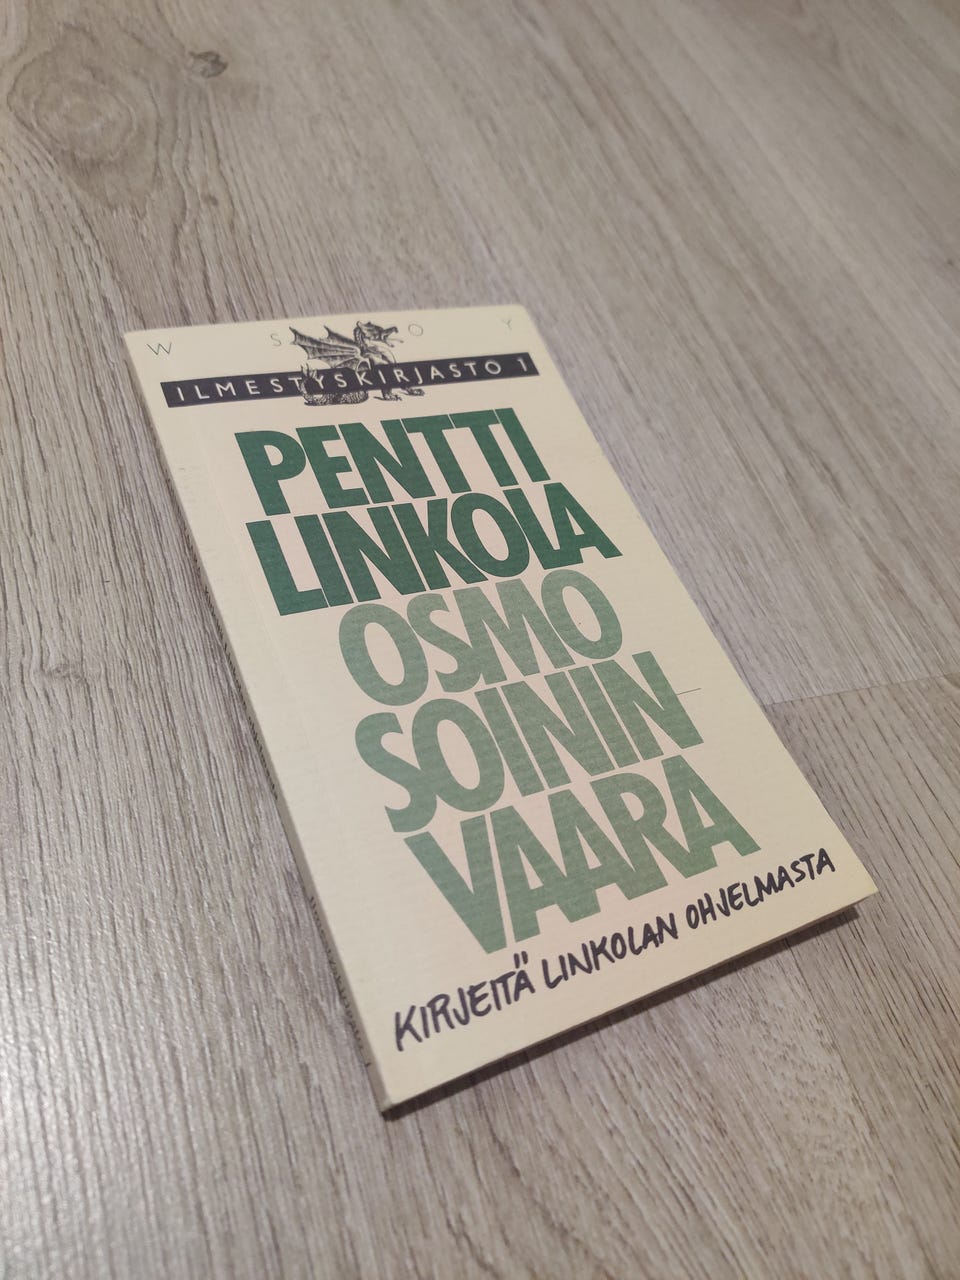 W S O Y
ILMESTYSKIRJASTO 1
PENTTI
LINKOLA
OSMO
SOININ-
VAARA
KIRJEITÄ LINKOLAN OHJELMASTA